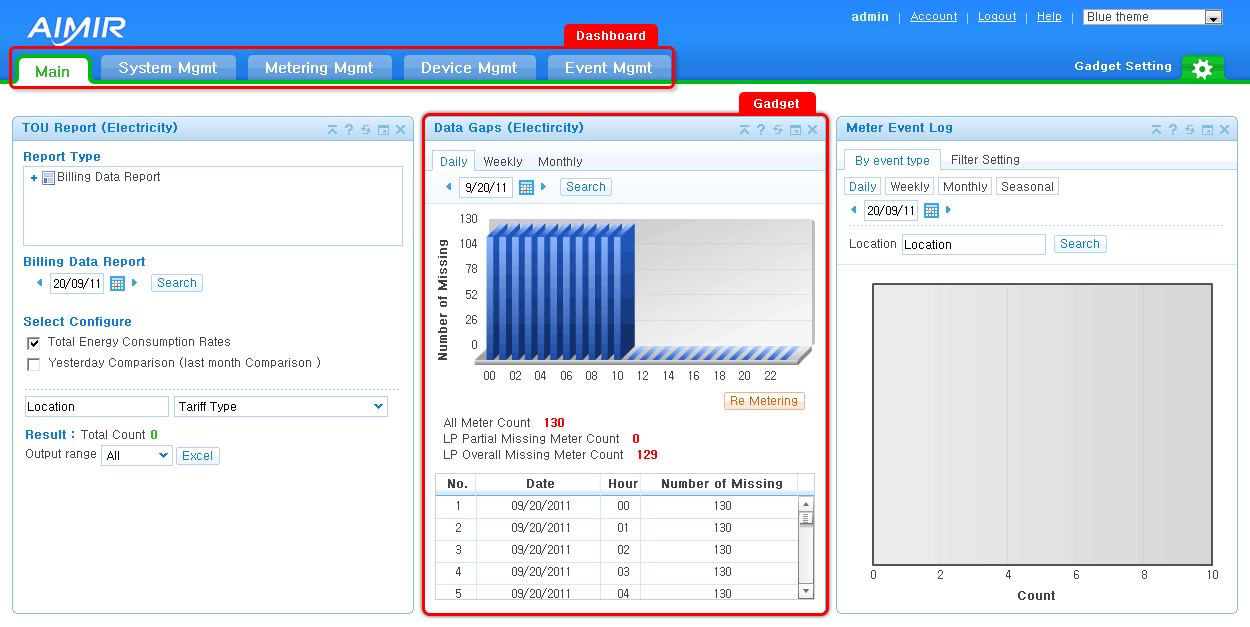 AIMIR
admin | Account | Logout | Help | Blue theme
Dashboard
Main System Mgmt Metering Mgmt Device Mgmt Event Mgmt
Gadget Setting
Gadget
TOU Report (Electricity)
Report Type
Billing Data Report
Billing Data Report
20/09/11 Search
Select Configure
Total Energy Consumption Rates
Yesterday Comparison (last month Comparison )
Location Tariff Type
Result : Total Count 0
Output range All Excel
Data Gaps (Electircity)
Daily Weekly Monthly
9/20/11 Search
Number of Missing
130
104
78
52
26
0
00 02 04 06 08 10 12 14 16 18 20 22
Re Metering
All Meter Count 130
LP Partial Missing Meter Count 0
LP Overall Missing Meter Count 129
No. Date Hour Number of Missing
1 09/20/2011 00 130
2 09/20/2011 01 130
3 09/20/2011 02 130
4 09/20/2011 03 130
5 09/20/2011 04 130
Meter Event Log
By event type Filter Setting
Daily Weekly Monthly Seasonal
20/09/11
Location Location Search
0 2 4 6 8 10
Count